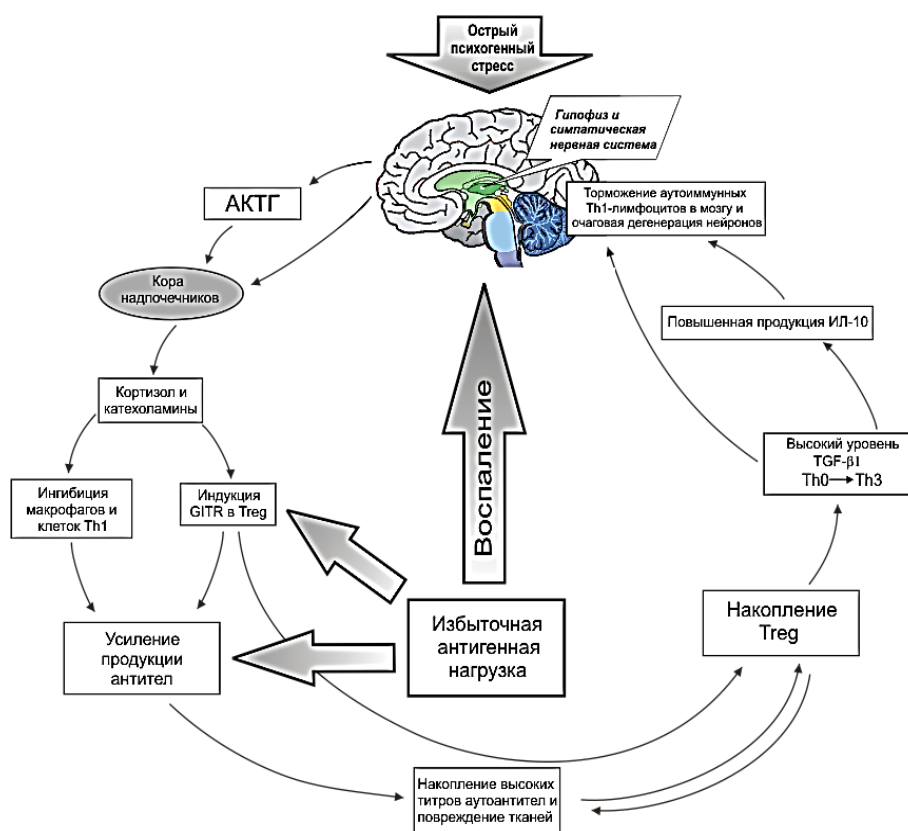 Острый
психогенный
стресс
Гипофиз и
симпатическая
нервная система
АКТГ
Торможение аутоиммунных
Th1-лимфоцитов в мозгу и
очаговая дегенерация нейронов
Кора
надпочечников
Повышенная продукция ИЛ-10
Кортизол и
катехоламины
Воспаление
Высокий уровень
TGF-β1
Th0→Th3
Ингибиция
макрофагов и
клеток Th1
Индукция
GITR в Treg
Избыточная
антигенная
нагрузка
Накопление
Treg
Усиление
продукции
антител
Накопление высоких
титров аутоантител и
повреждение тканей